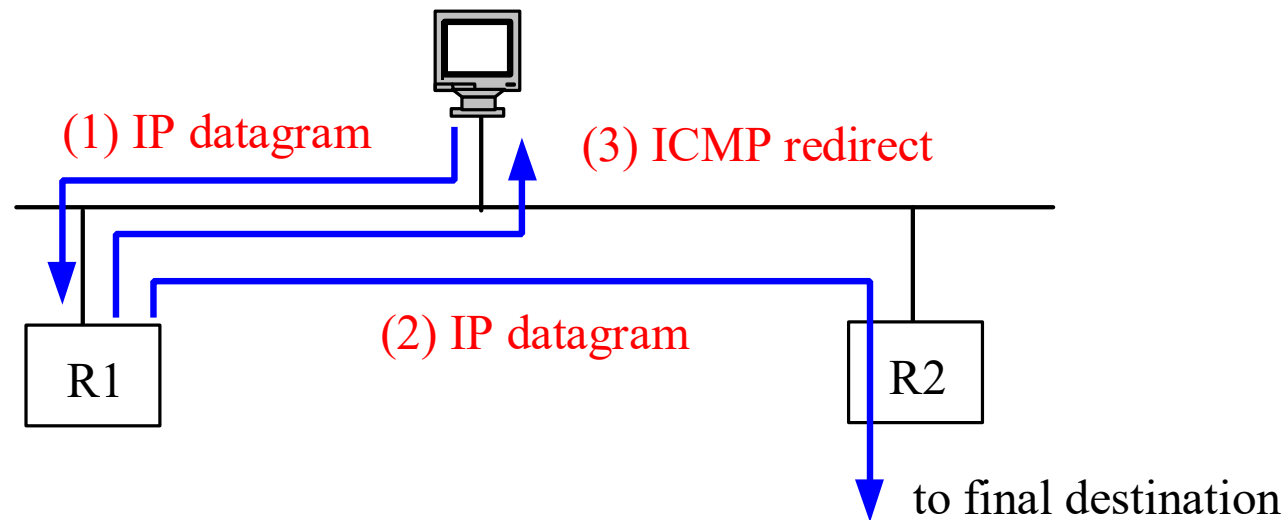 (1) IP datagram
(3) ICMP redirect
(2) IP datagram
R1
R2
to final destination